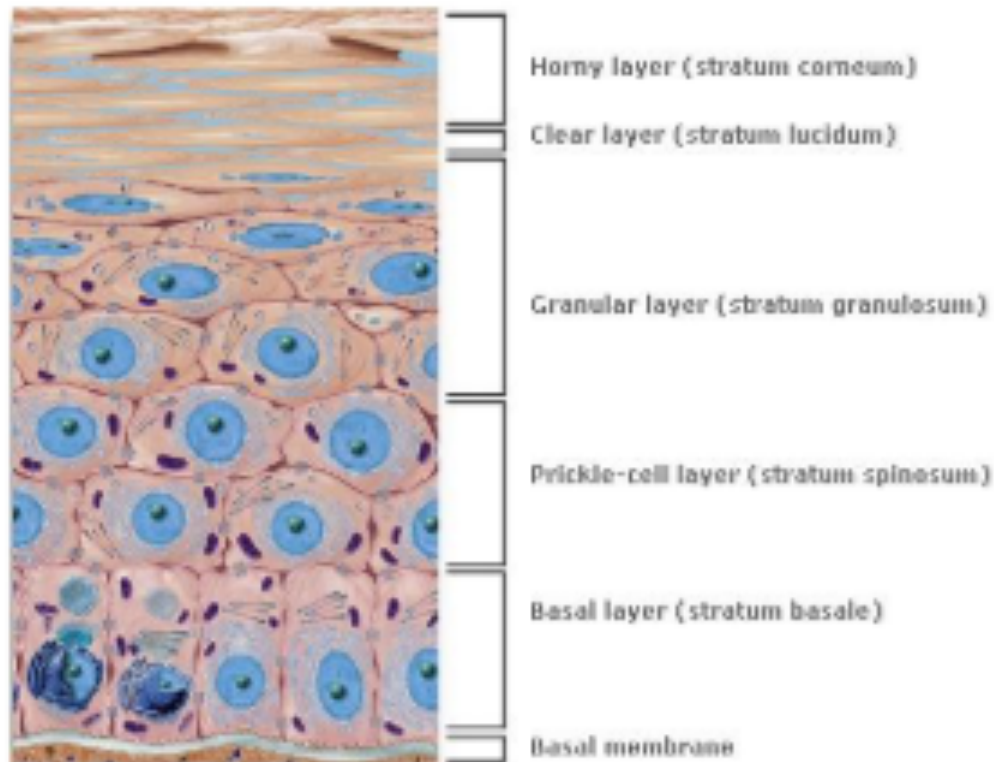 Horny layer (stratum corneum)
Clear layer (stratum lucidum)
Granular layer (stratum granulosum)
Prickle-cell layer (stratum spinosum)
Basal layer (stratum basale)
Basal membrane